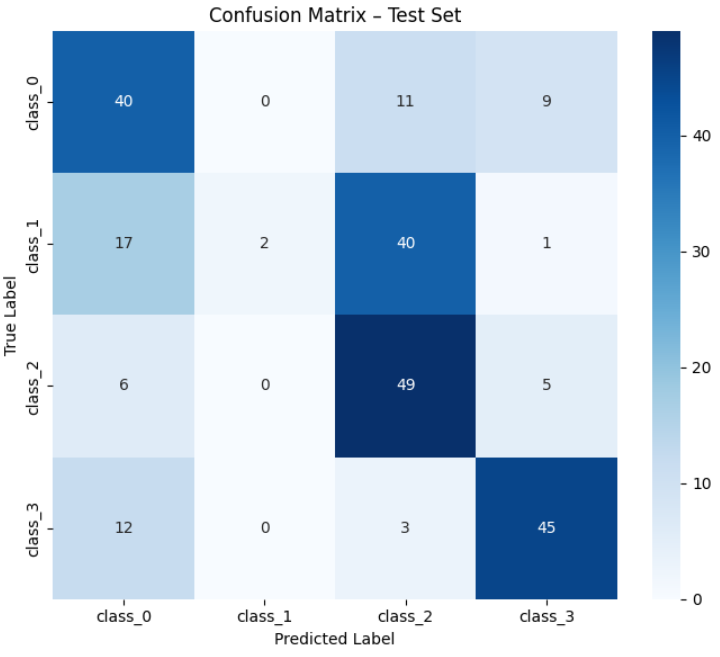 Confusion Matrix – Test Set
True Label
class_0
40 0 11 9
class_1
17 2 40 1
class_2
6 0 49 5
class_3
12 0 3 45
class_0 class_1 class_2 class_3
Predicted Label
40
30
20
10
0